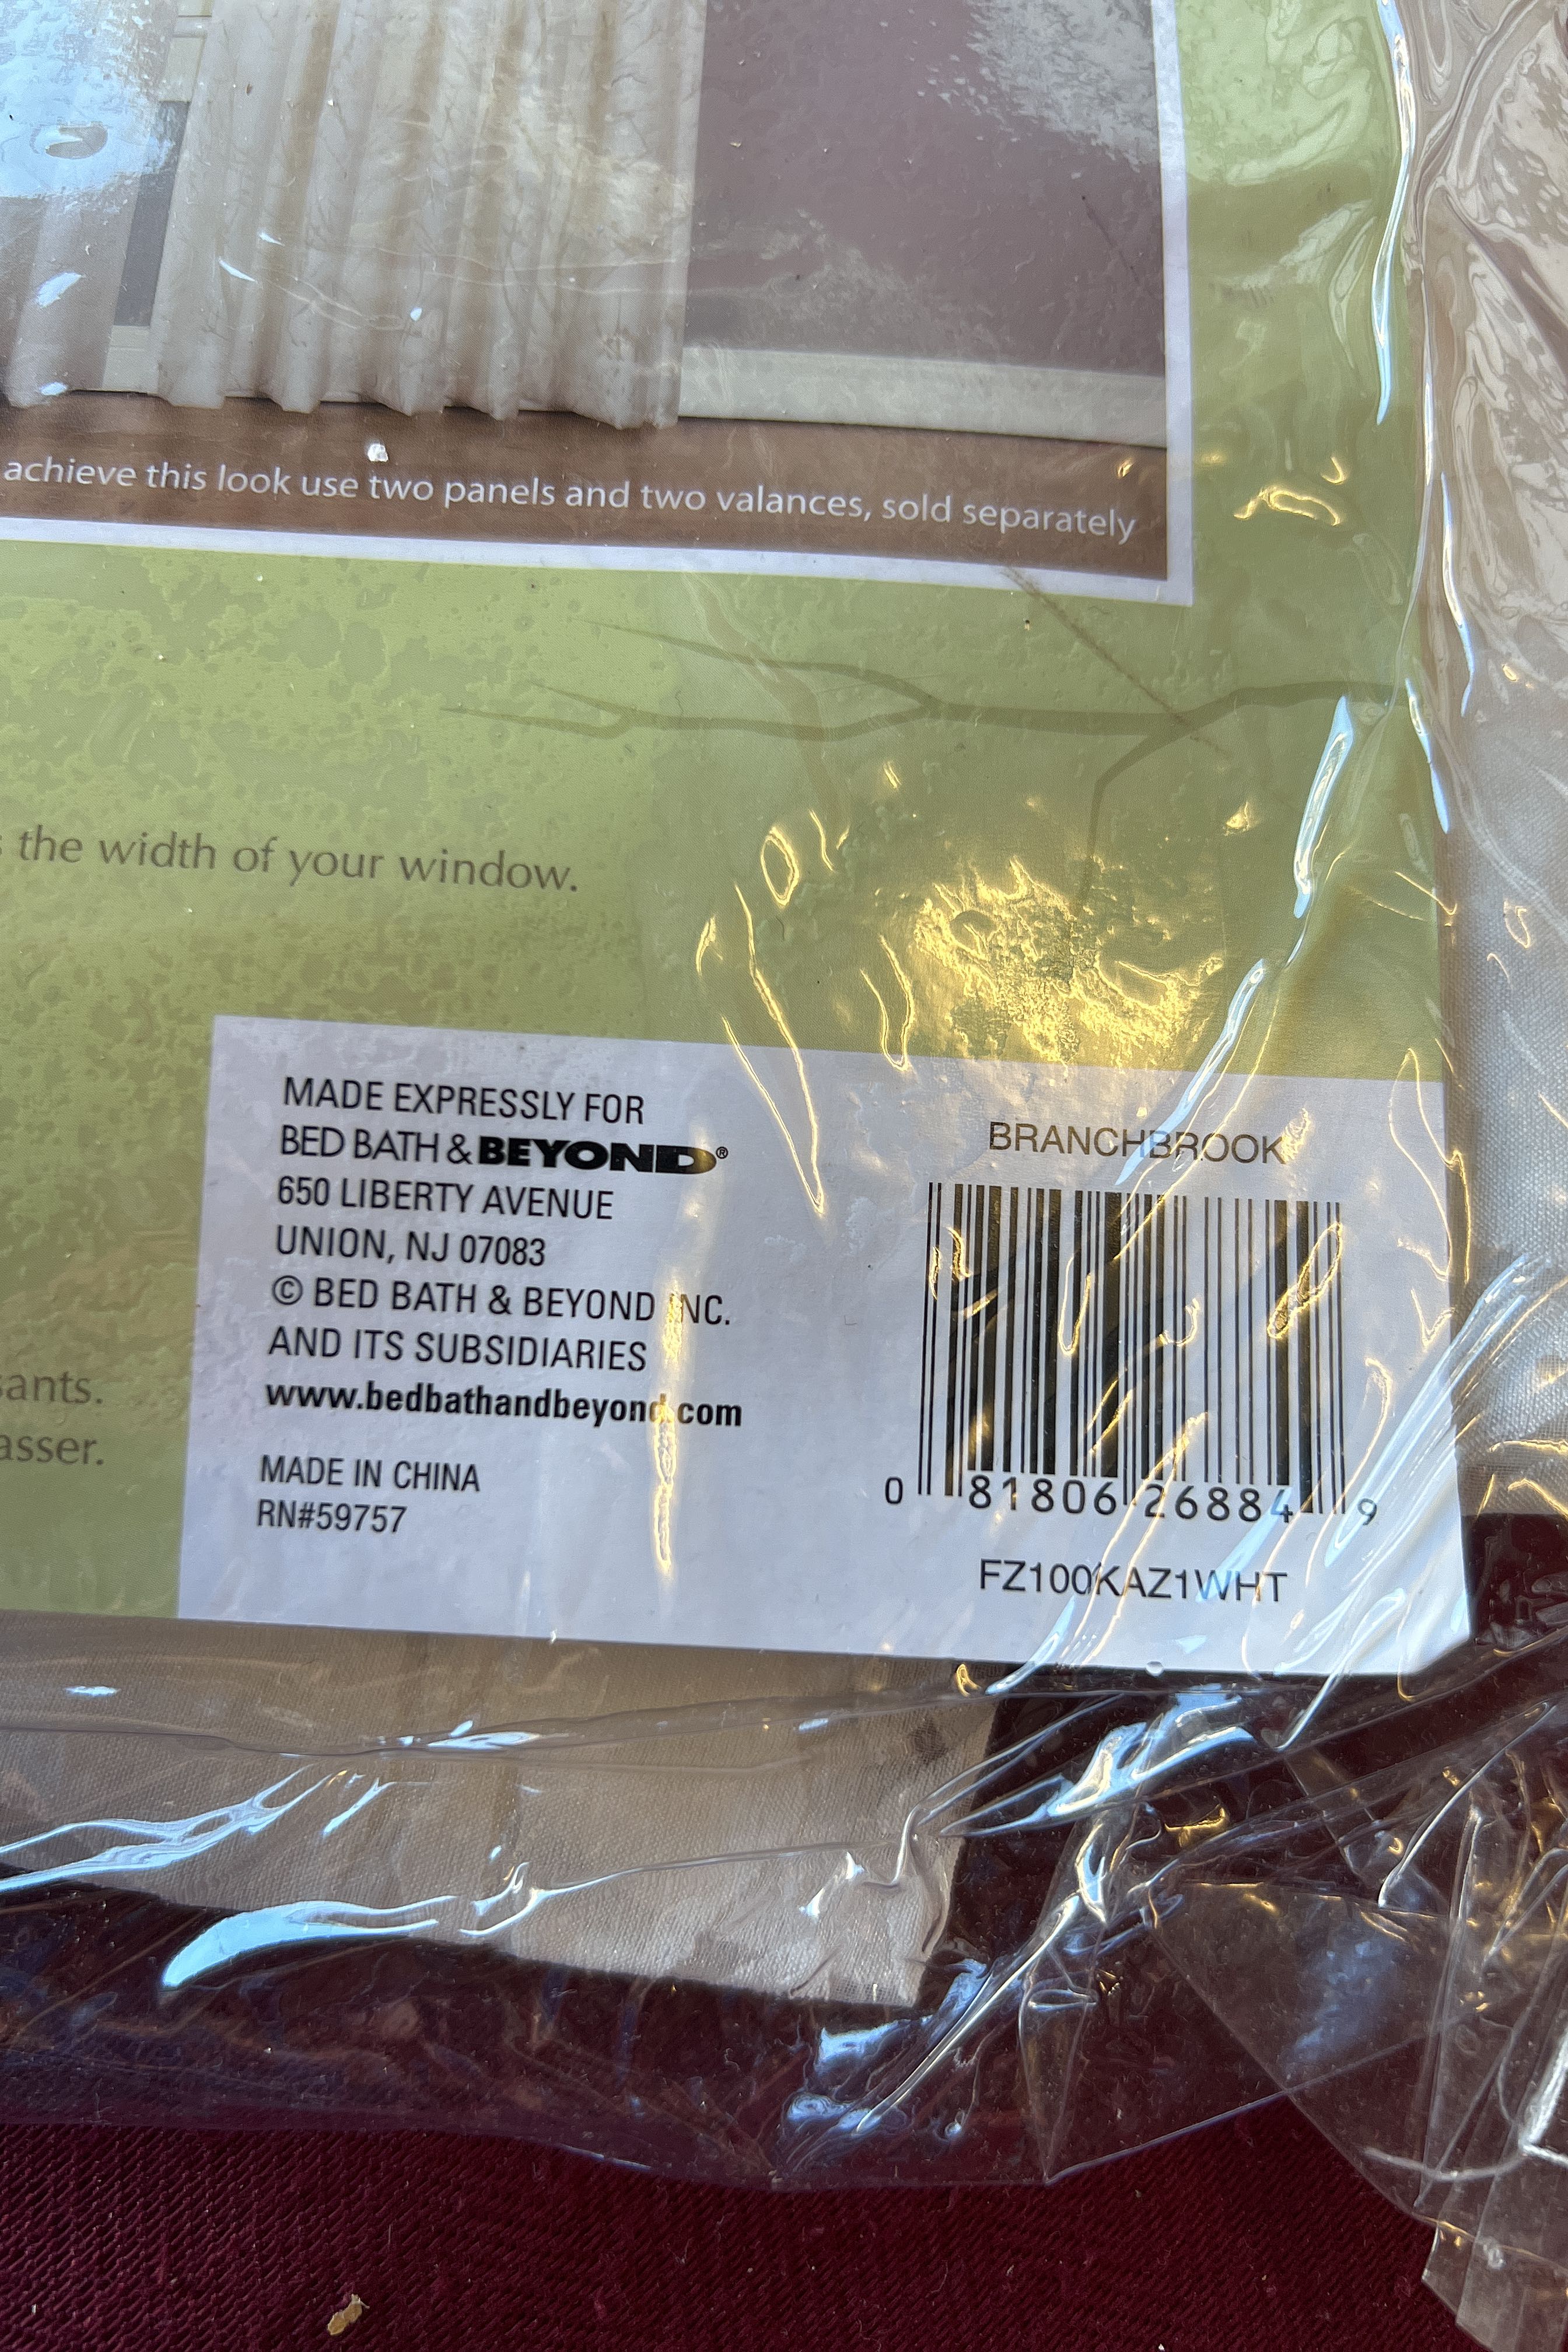 achieve this look use two panels and two valances, sold separately
the width of your window.
MADE EXPRESSLY FOR
BED BATH & BEYOND®
650 LIBERTY AVENUE
UNION, NJ 07083
© BED BATH & BEYOND INC.
AND ITS SUBSIDIARIES
www.bedbathandbeyond.com
MADE IN CHINA
RN#59757
BRANCHBROOK
0 81806 26884 9
FZ100KAZ1WHT